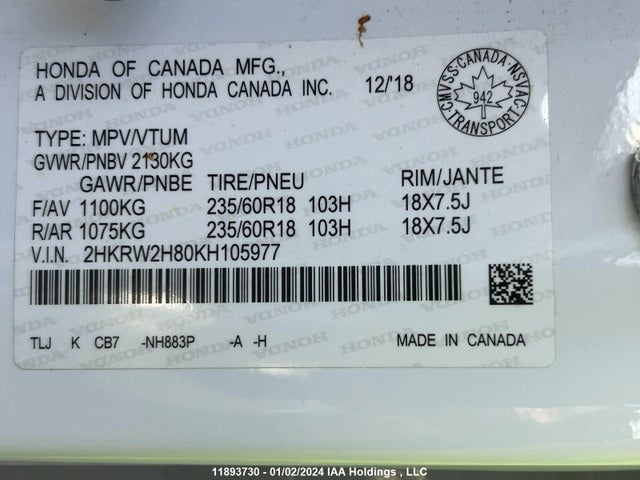 HONDA OF CANADA MFG.,
A DIVISION OF HONDA CANADA INC. 12/18
CMVSS · CANADA · NSVAC
942
TRANSPORT
TYPE: MPV/VTUM
GVWR/PNBV 2130KG
GAWR/PNBE TIRE/PNEU RIM/JANTE
F/AV 1100KG 235/60R18 103H 18X7.5J
R/AR 1075KG 235/60R18 103H 18X7.5J
V.I.N. 2HKRW2H80KH105977
TLJ K CB7 -NH883P -A -H MADE IN CANADA
11893730 - 01/02/2024 IAA Holdings , LLC